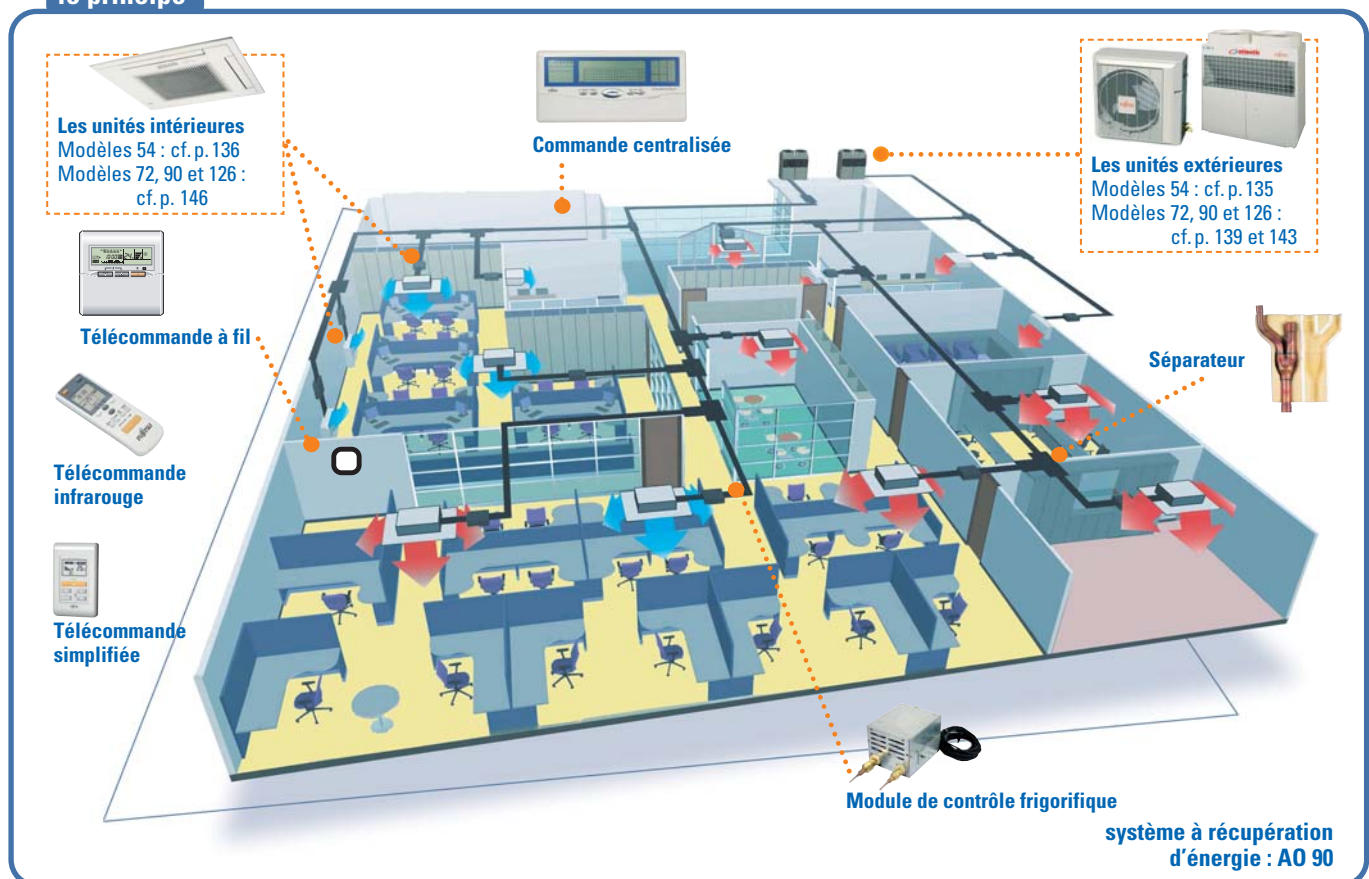 le principe
Les unités intérieures
Modèles 54 : cf. p. 136
Modèles 72, 90 et 126 :
cf. p. 146
Commande centralisée
Les unités extérieures
Modèles 54 : cf. p. 135
Modèles 72, 90 et 126 :
cf. p. 139 et 143
Télécommande à fil
Séparateur
Télécommande
infrarouge
Télécommande
simplifiée
Module de contrôle frigorifique
système à récupération
d'énergie : AO 90
atlantic
FUJITSU